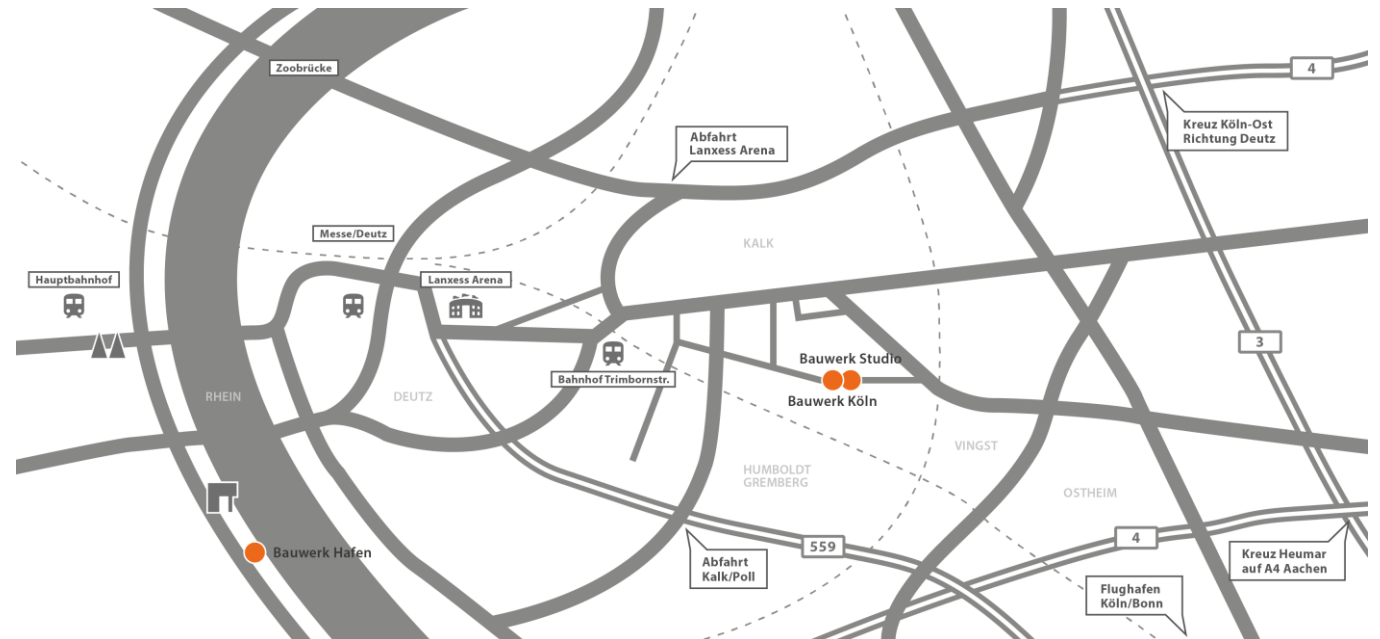 Zoobrücke
4
Kreuz Köln-Ost
Richtung Deutz
Abfahrt
Lanxess Arena
Messe/Deutz
KALK
Hauptbahnhof
Lanxess Arena
3
Bauwerk Studio
Bahnhof Trimbornstr.
RHEIN
DEUTZ
Bauwerk Köln
VINGST
HUMBOLDT
GREMBERG
OSTHEIM
4
559
Bauwerk Hafen
Abfahrt
Kalk/Poll
Kreuz Heumar
auf A4 Aachen
Flughafen
Köln/Bonn